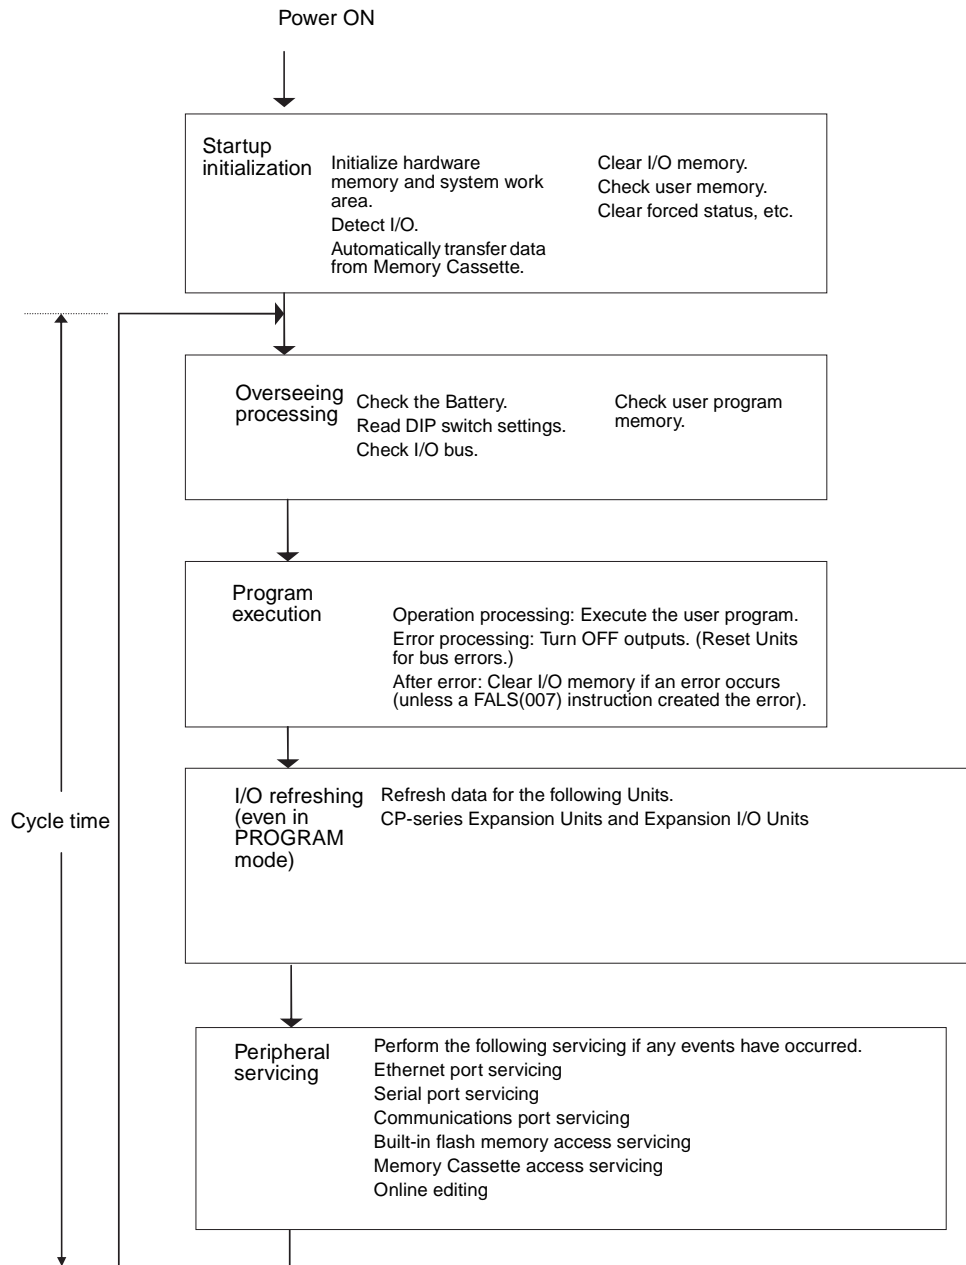 Power ON
Startup
initialization
Initialize hardware
memory and system work
area.
Detect I/O.
Automatically transfer data
from Memory Cassette.
Clear I/O memory.
Check user memory.
Clear forced status, etc.
Overseeing
processing
Check the Battery.
Read DIP switch settings.
Check I/O bus.
Check user program
memory.
Program
execution
Operation processing: Execute the user program.
Error processing: Turn OFF outputs. (Reset Units
for bus errors.)
After error: Clear I/O memory if an error occurs
(unless a FALS(007) instruction created the error).
Cycle time
I/O refreshing
(even in
PROGRAM
mode)
Refresh data for the following Units.
CP-series Expansion Units and Expansion I/O Units
Peripheral
servicing
Perform the following servicing if any events have occurred.
Ethernet port servicing
Serial port servicing
Communications port servicing
Built-in flash memory access servicing
Memory Cassette access servicing
Online editing